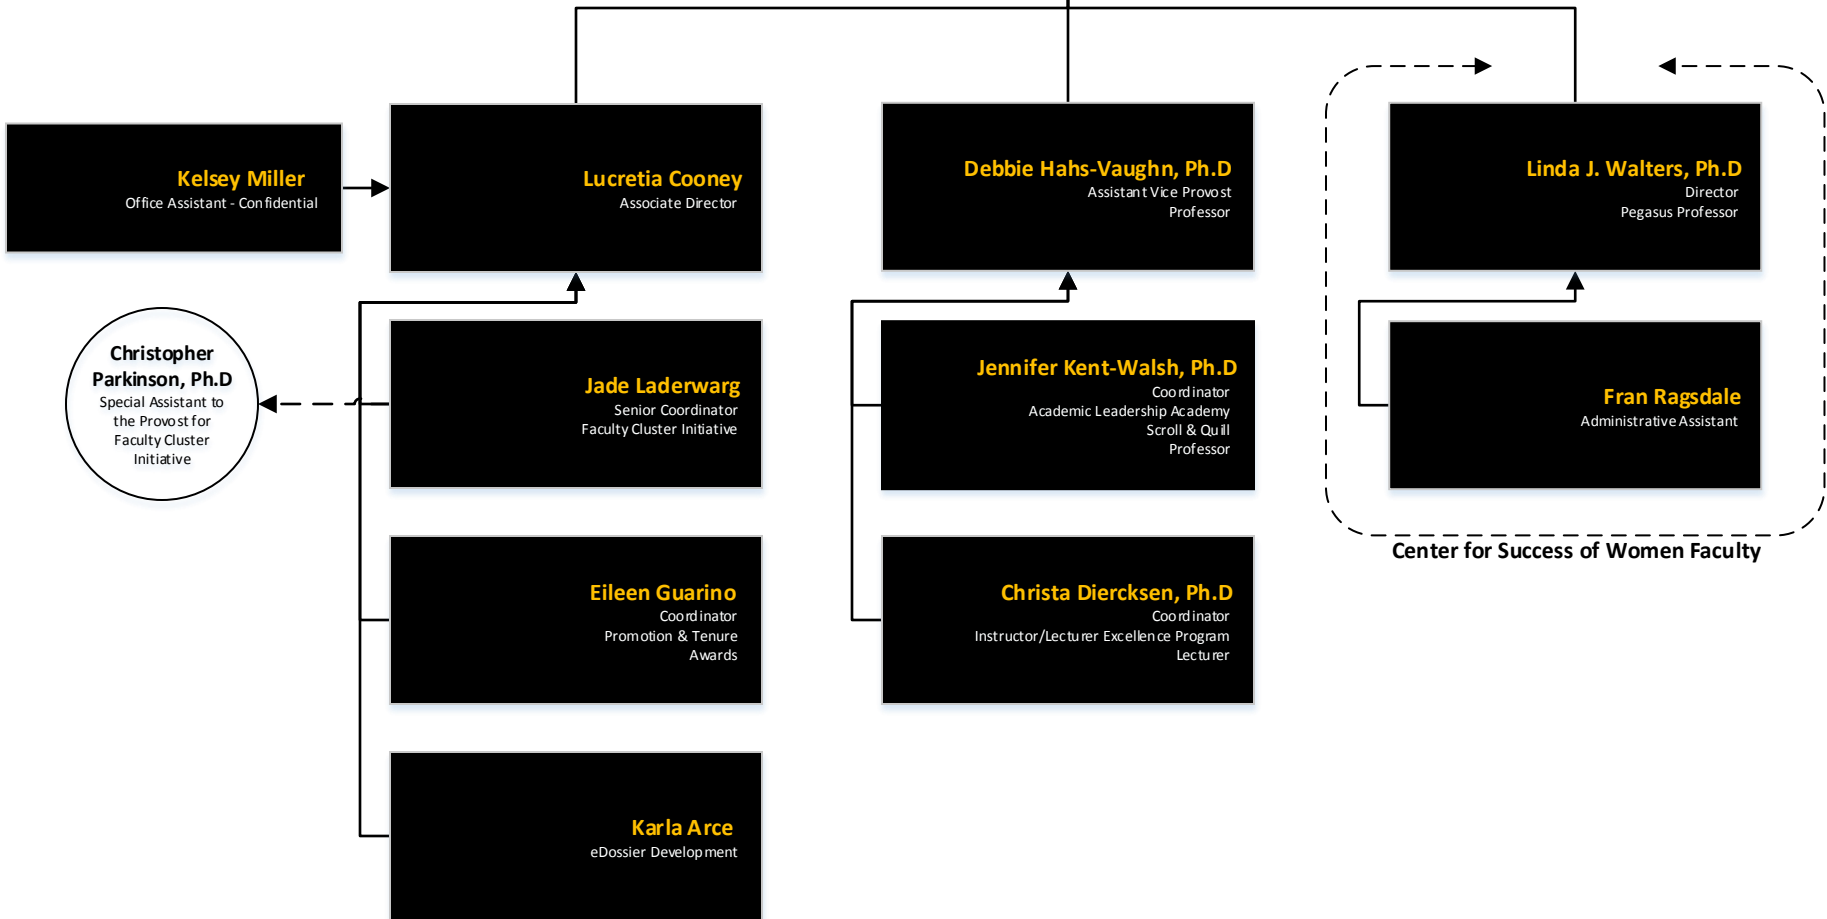 Kelsey Miller
Office Assistant - Confidential
Lucretia Cooney
Associate Director
Debbie Hahs-Vaughn, Ph.D
Assistant Vice Provost
Professor
Linda J. Walters, Ph.D
Director
Pegasus Professor
Christopher
Parkinson, Ph.D
Special Assistant to
the Provost for
Faculty Cluster
Initiative
Jade Laderwarg
Senior Coordinator
Faculty Cluster Initiative
Jennifer Kent-Walsh, Ph.D
Coordinator
Academic Leadership Academy
Scroll & Quill
Professor
Fran Ragsdale
Administrative Assistant
Center for Success of Women Faculty
Eileen Guarino
Coordinator
Promotion & Tenure
Awards
Christa Diercksen, Ph.D
Coordinator
Instructor/Lecturer Excellence Program
Lecturer
Karla Arce
eDossier Development